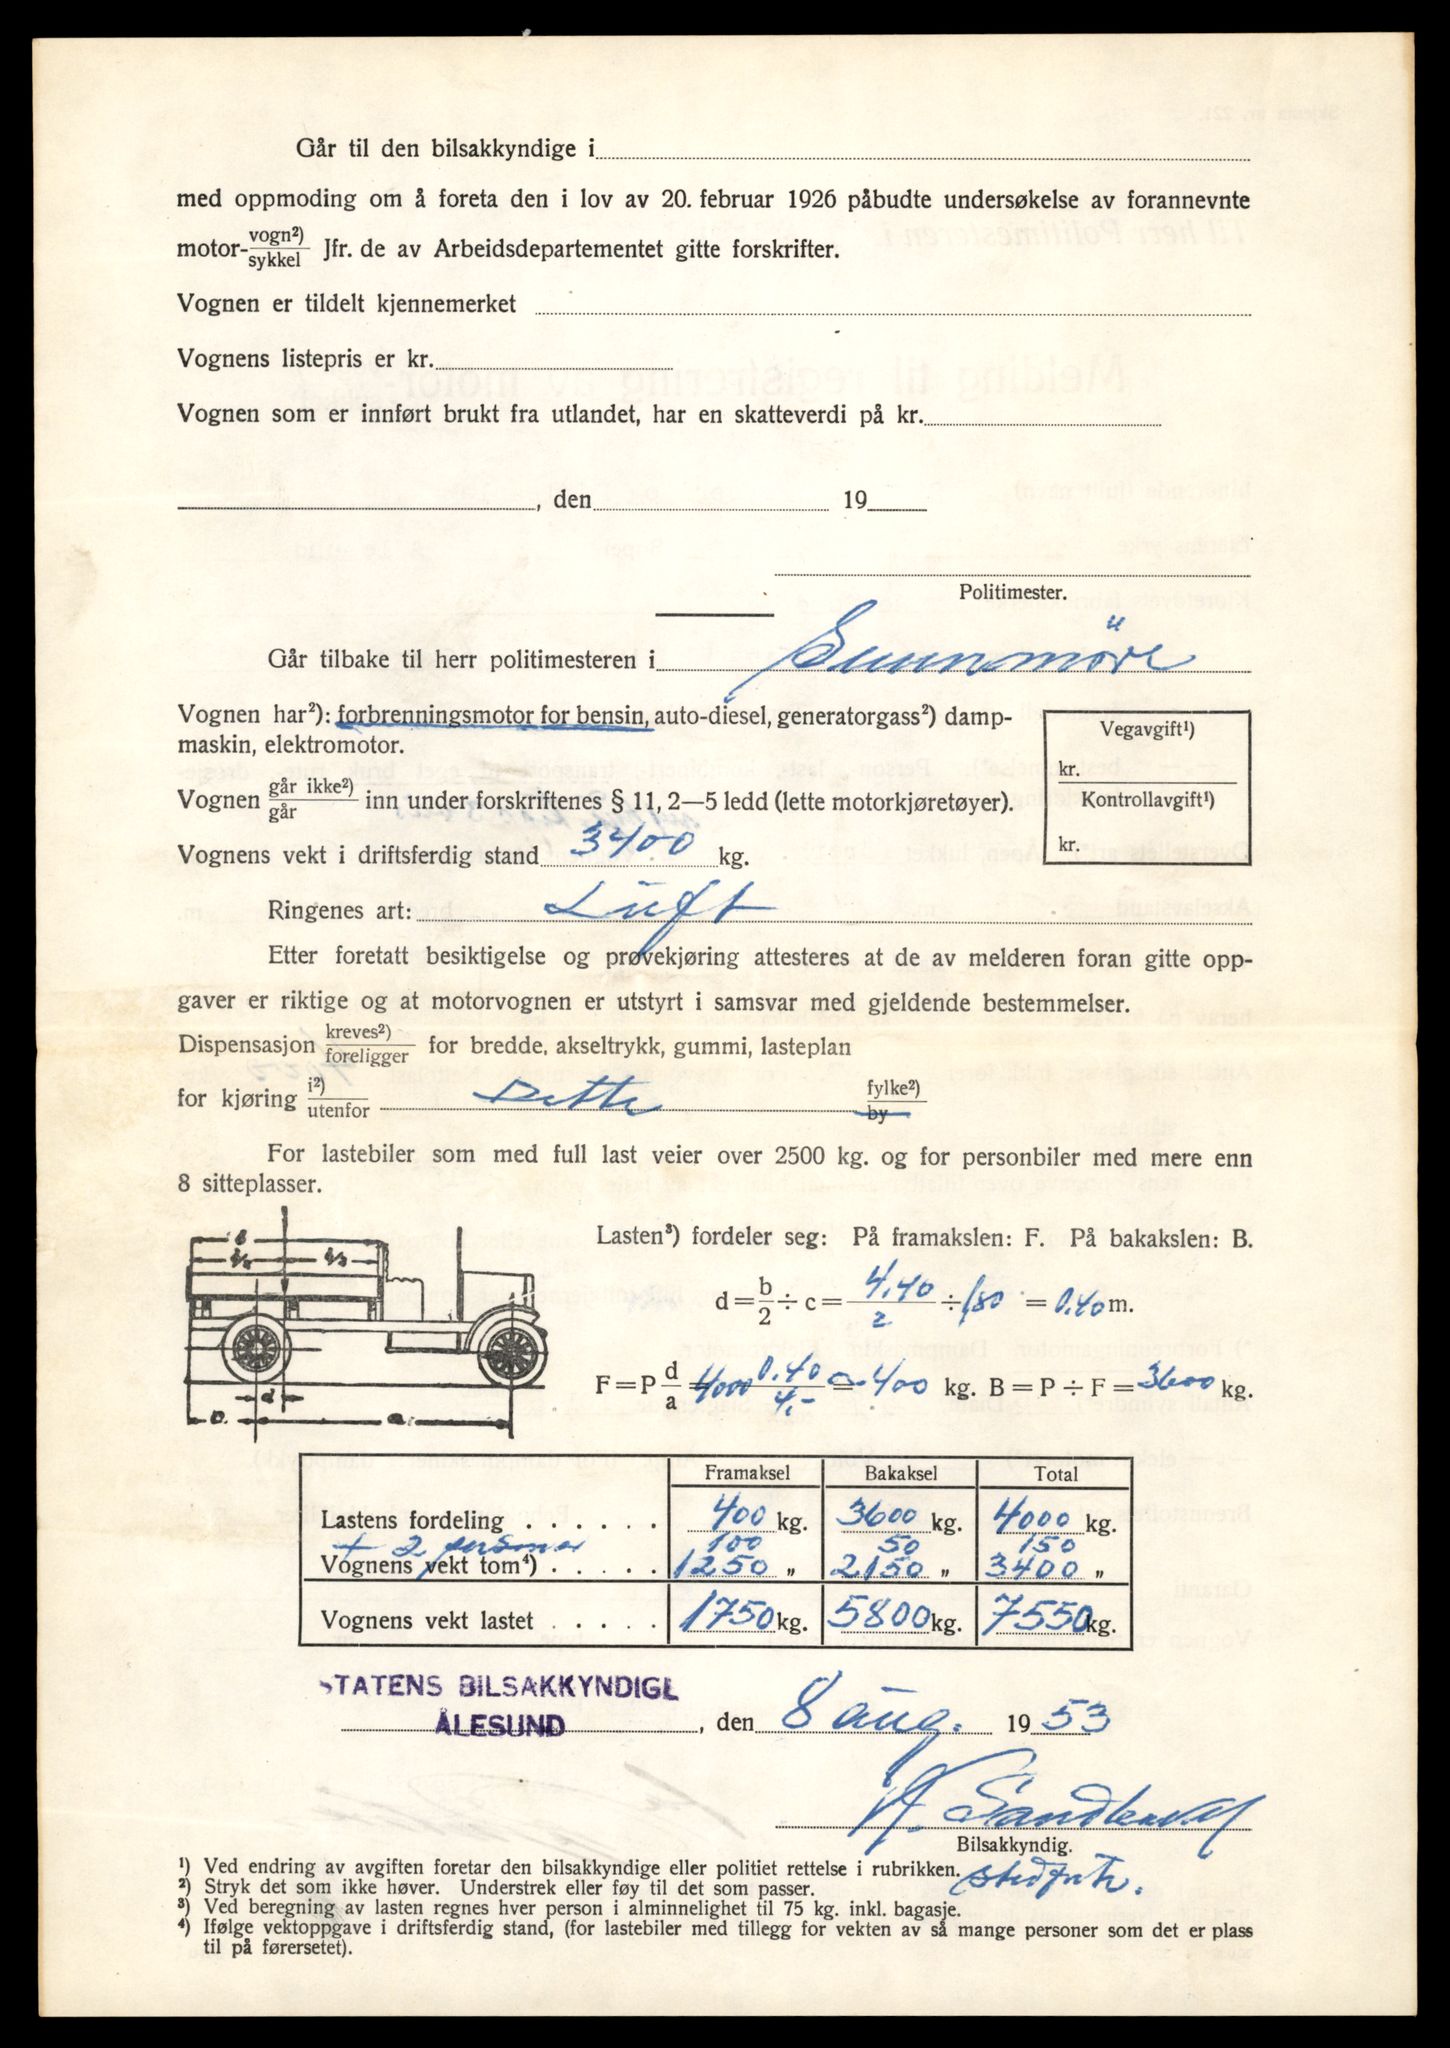 Går til den bilsakkyndige i
med oppmoding om å foreta den i lov av 20. februar 1926 påbudte undersøkelse av forannevnte
motor- vogn²) / sykkel Jfr. de av Arbeidsdepartementet gitte forskrifter.
Vognen er tildelt kjennemerket
Vognens listepris er kr.
Vognen som er innført brukt fra utlandet, har en skatteverdi på kr.
, den 19
Politimester.
Går tilbake til herr politimesteren i Sunnmöre
Vognen har²): forbrenningsmotor for bensin, auto-diesel, generatorgass²) damp-
maskin, elektromotor.
Vegavgift¹)
kr.
Kontrollavgift¹)
kr.
Vognen går ikke²) / går inn under forskriftenes § 11, 2—5 ledd (lette motorkjøretøyer).
Vognens vekt i driftsferdig stand 3400 kg.
Ringenes art: Luft
Etter foretatt besiktigelse og prøvekjøring attesteres at de av melderen foran gitte opp-
gaver er riktige og at motorvognen er utstyrt i samsvar med gjeldende bestemmelser.
Dispensasjon kreves²) / foreligger for bredde, akseltrykk, gummi, lasteplan
for kjøring i²) / utenfor Dette fylke²) / by
For lastebiler som med full last veier over 2500 kg. og for personbiler med mere enn
8 sitteplasser.
Lasten³) fordeler seg: På framakslen: F. På bakakslen: B.
d = b/2 ÷ c = 4.40/2 ÷ 1,80 = 0.40 m.
F = P d/a = 4000 0.40/4,- = 400 kg. B = P ÷ F = 3600 kg.
Framaksel Bakaksel Total
Lastens fordeling . . . . . . 400 kg. 3600 kg. 4000 kg.
+ 2 personer 100 50 150
Vognens vekt tom⁴) . . . . . 1250 „ 2150 „ 3400 „
Vognens vekt lastet . . . . . 1750 kg. 5800 kg. 7550 kg.
STATENS BILSAKKYNDIGE
ÅLESUND , den 8 aug. 1953
Bilsakkyndig.
¹) Ved endring av avgiften foretar den bilsakkyndige eller politiet rettelse i rubrikken.
²) Stryk det som ikke høver. Understrek eller føy til det som passer.
³) Ved beregning av lasten regnes hver person i alminnelighet til 75 kg. inkl. bagasje.
⁴) Ifølge vektoppgave i driftsferdig stand, (for lastebiler med tillegg for vekten av så mange personer som det er plass
til på førersetet).